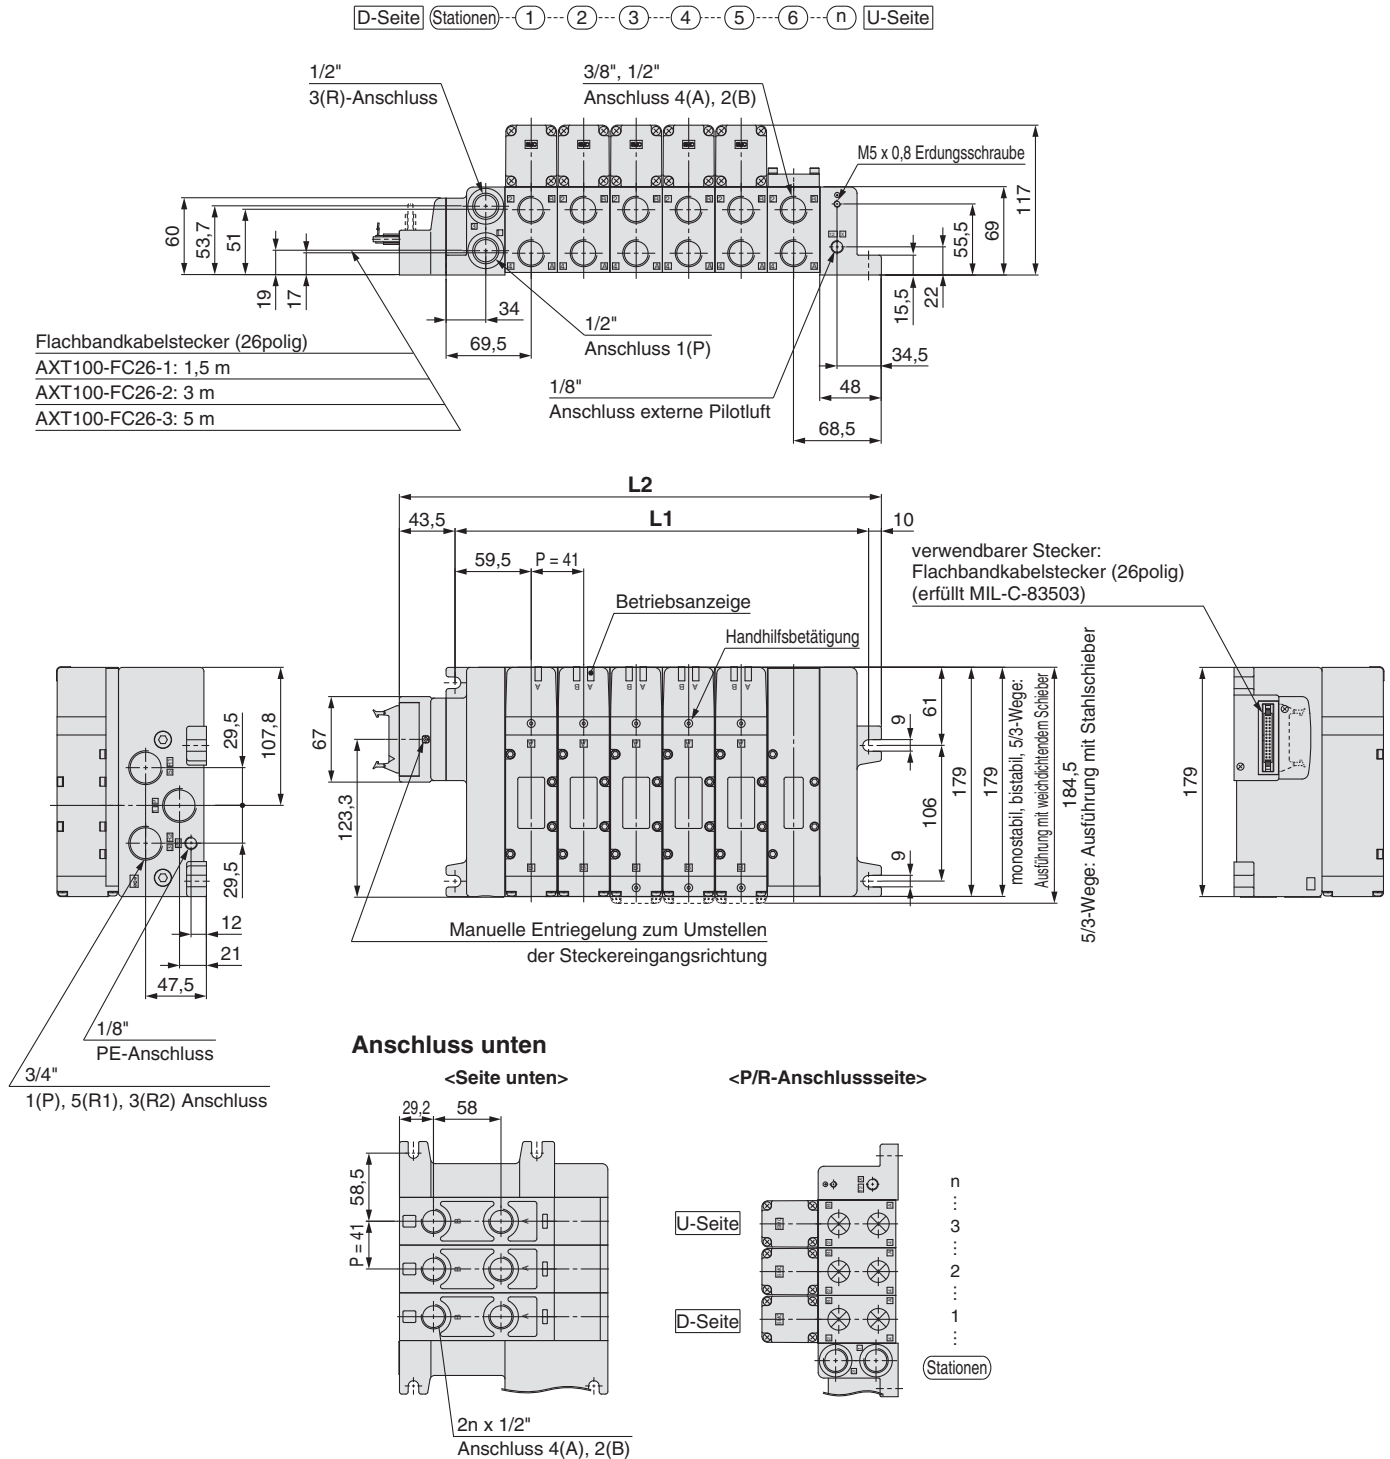 D-Seite Stationen 1 2 3 4 5 6 n U-Seite
1/2"
3(R)-Anschluss
3/8", 1/2"
Anschluss 4(A), 2(B)
M5 x 0,8 Erdungsschraube
60
53,7
51
19
17
117
69
55,5
22
15,5
34
69,5
1/2"
Anschluss 1(P)
34,5
48
68,5
1/8"
Anschluss externe Pilotluft
Flachbandkabelstecker (26polig)
AXT100-FC26-1: 1,5 m
AXT100-FC26-2: 3 m
AXT100-FC26-3: 5 m
L2
43,5
L1
10
59,5
P = 41
verwendbarer Stecker:
Flachbandkabelstecker (26polig)
(erfüllt MIL-C-83503)
Betriebsanzeige
Handhilfsbetätigung
29,5
107,8
29,5
12
21
47,5
1/8"
PE-Anschluss
3/4"
1(P), 5(R1), 3(R2) Anschluss
67
123,3
9
61
106
9
179
179
monostabil, bistabil, 5/3-Wege:
Ausführung mit weichdichtendem Schieber
184,5
5/3-Wege: Ausführung mit Stahlschieber
179
Manuelle Entriegelung zum Umstellen
der Steckereingangsrichtung
Anschluss unten
<Seite unten>
<P/R-Anschlussseite>
29,2
58
58,5
P = 41
2n x 1/2"
Anschluss 4(A), 2(B)
U-Seite
D-Seite
n
3
2
1
Stationen